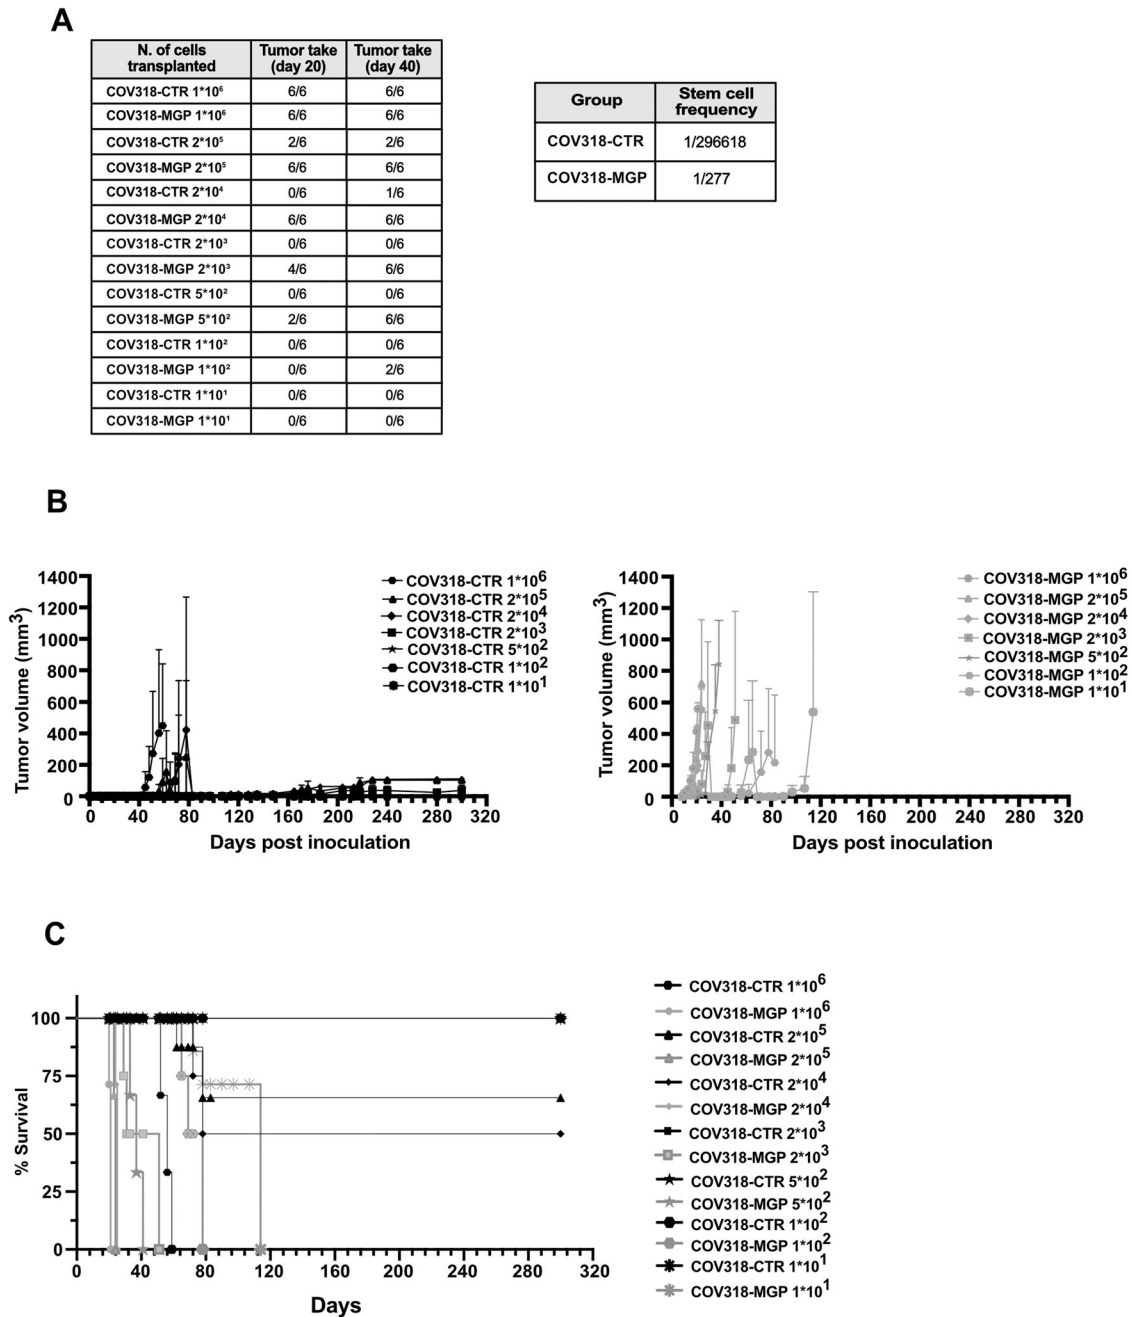 A
N. of cells transplanted Tumor take (day 20) Tumor take (day 40)
COV318-CTR 1*10⁶ 6/6 6/6
COV318-MGP 1*10⁶ 6/6 6/6
COV318-CTR 2*10⁵ 2/6 2/6
COV318-MGP 2*10⁵ 6/6 6/6
COV318-CTR 2*10⁴ 0/6 1/6
COV318-MGP 2*10⁴ 6/6 6/6
COV318-CTR 2*10³ 0/6 0/6
COV318-MGP 2*10³ 4/6 6/6
COV318-CTR 5*10² 0/6 0/6
COV318-MGP 5*10² 2/6 6/6
COV318-CTR 1*10² 0/6 0/6
COV318-MGP 1*10² 0/6 2/6
COV318-CTR 1*10¹ 0/6 0/6
COV318-MGP 1*10¹ 0/6 0/6
Group Stem cell frequency
COV318-CTR 1/296618
COV318-MGP 1/277
B
Tumor volume (mm³)
1400
1200
1000
800
600
400
200
0
0 40 80 120 160 200 240 280 320
Days post inoculation
COV318-CTR 1*10⁶
COV318-CTR 2*10⁵
COV318-CTR 2*10⁴
COV318-CTR 2*10³
COV318-CTR 5*10²
COV318-CTR 1*10²
COV318-CTR 1*10¹
Tumor volume (mm³)
1400
1200
1000
800
600
400
200
0
0 40 80 120 160 200 240 280 320
Days post inoculation
COV318-MGP 1*10⁶
COV318-MGP 2*10⁵
COV318-MGP 2*10⁴
COV318-MGP 2*10³
COV318-MGP 5*10²
COV318-MGP 1*10²
COV318-MGP 1*10¹
C
% Survival
100
75
50
25
0
0 40 80 120 160 200 240 280 320
Days
COV318-CTR 1*10⁶
COV318-MGP 1*10⁶
COV318-CTR 2*10⁵
COV318-MGP 2*10⁵
COV318-CTR 2*10⁴
COV318-MGP 2*10⁴
COV318-CTR 2*10³
COV318-MGP 2*10³
COV318-CTR 5*10²
COV318-MGP 5*10²
COV318-CTR 1*10²
COV318-MGP 1*10²
COV318-CTR 1*10¹
COV318-MGP 1*10¹